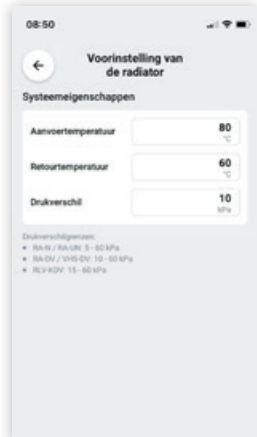 08:50
Voorinstelling van
de radiator
Systeemeigenschappen
Aanvoertemperatuur
80
°C
Retourtemperatuur
60
°C
Drukverschil
10
kPa
Drukverschilgrenzen:
• RA-N / RA-UN: 5 - 60 kPa
• RA-DV / VHS-DV: 10 - 60 kPa
• RLV-KDV: 15 - 60 kPa